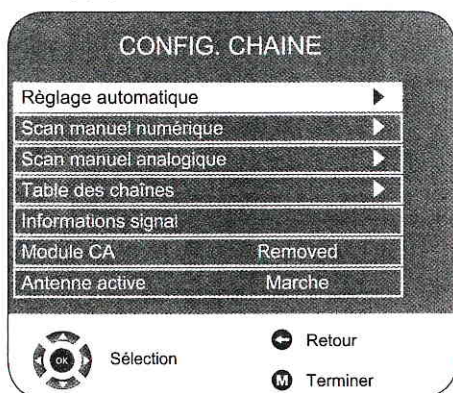 CONFIG. CHAINE
Règlage automatique
Scan manuel numérique
Scan manuel analogique
Table des chaînes
Informations signal
Module CA Removed
Antenne active Marche
OK Sélection
Retour
M Terminer